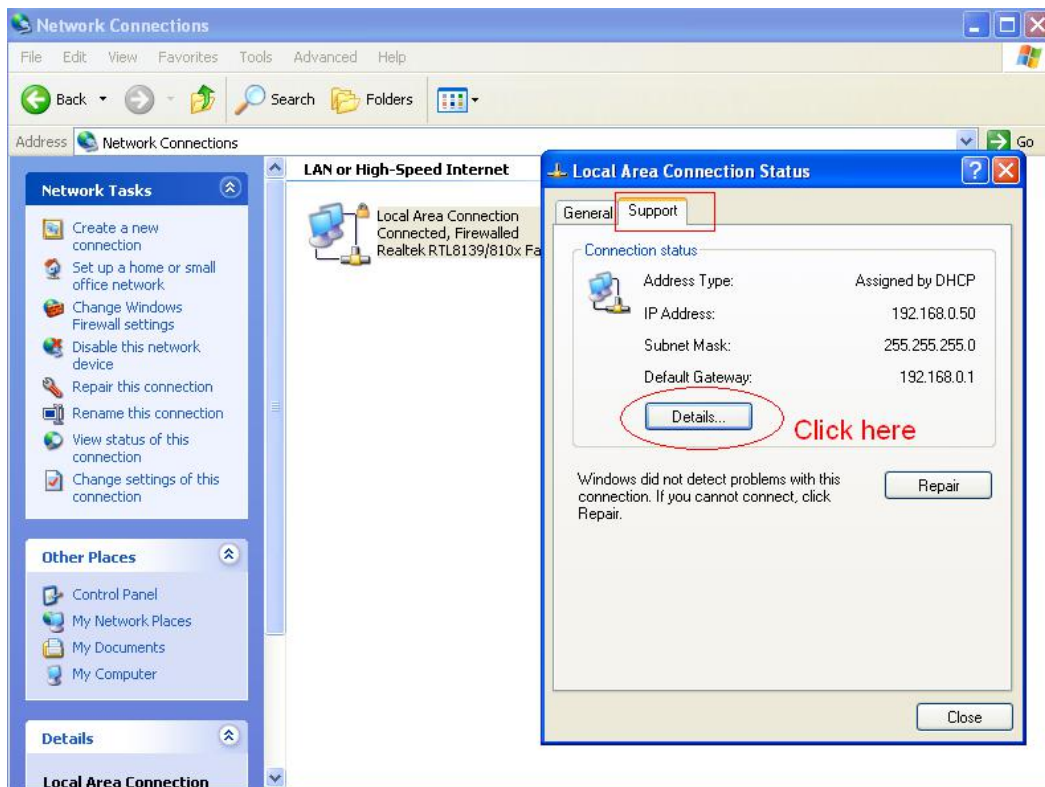 Network Connections
File Edit View Favorites Tools Advanced Help
Back Search Folders
Address Network Connections Go
Network Tasks
Create a new
connection
Set up a home or small
office network
Change Windows
Firewall settings
Disable this network
device
Repair this connection
Rename this connection
View status of this
connection
Change settings of this
connection
Other Places
Control Panel
My Network Places
My Documents
My Computer
Details
Local Area Connection
LAN or High-Speed Internet
Local Area Connection
Connected, Firewalled
Realtek RTL8139/810x Fa
Local Area Connection Status
General Support
Connection status
Address Type: Assigned by DHCP
IP Address: 192.168.0.50
Subnet Mask: 255.255.255.0
Default Gateway: 192.168.0.1
Details...
Click here
Windows did not detect problems with this
connection. If you cannot connect, click
Repair.
Repair
Close